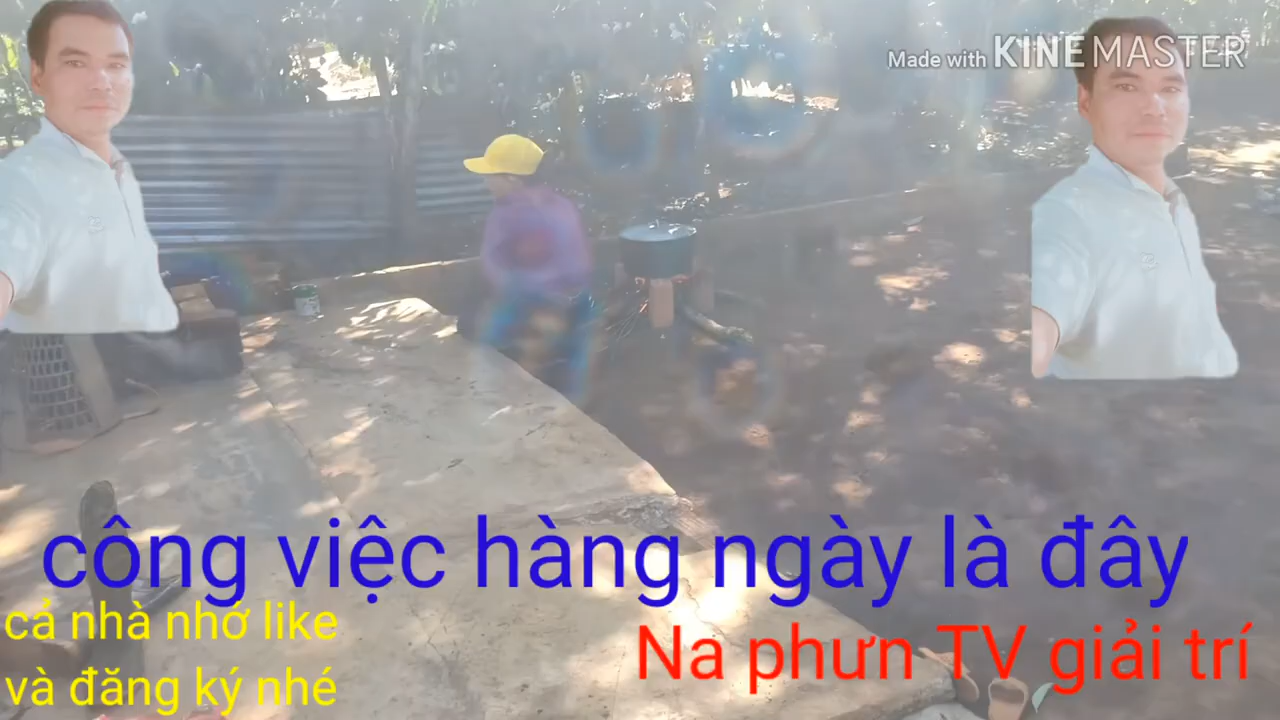 Made with KINEMASTER
công việc hàng ngày là đây
cả nhà nhớ like
và đăng ký nhé
Na phưn TV giải trí